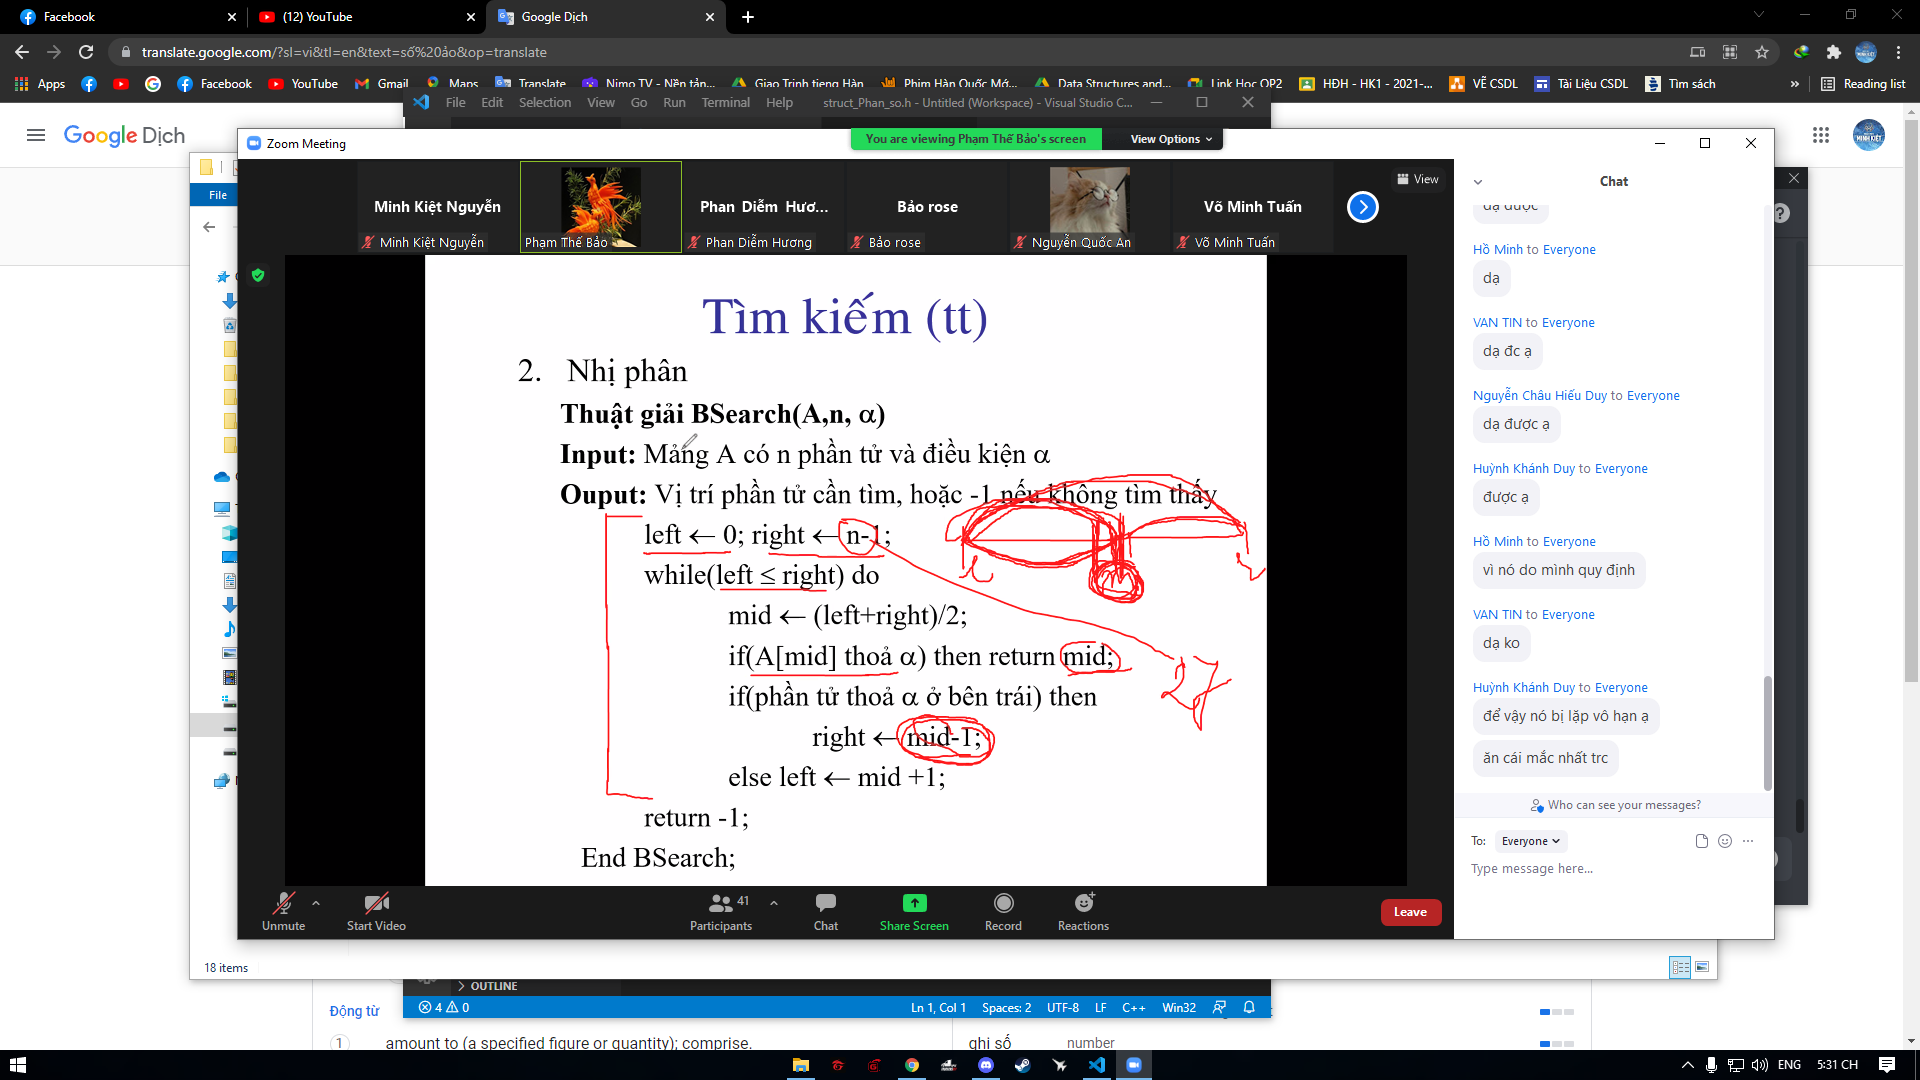 Facebook
(12) YouTube
Google Dịch
translate.google.com/?sl=vi&tl=en&text=số%20ảo&op=translate
Apps
Facebook
YouTube
Gmail
Maps
Translate
Nimo TV - Nền tản...
Giao Trinh tieng Hàn
Phim Hàn Quốc Mớ...
Data Structures and...
Link Học OP2
HĐH - HK1 - 2021-...
VẼ CSDL
Tài Liệu CSDL
Tìm sách
»
Reading list
File Edit Selection View Go Run Terminal Help
struct_Phan_so.h - Untitled (Workspace) - Visual Studio C...
Google Dịch
Zoom Meeting
You are viewing Phạm Thế Bảo's screen
View Options
File
View
Minh Kiệt Nguyễn
Phan Diễm Hươ...
Bảo rose
Võ Minh Tuấn
Minh Kiệt Nguyễn
Phạm Thế Bảo
Phan Diễm Hương
Bảo rose
Nguyễn Quốc An
Võ Minh Tuấn
Tìm kiếm (tt)
2. Nhị phân
Thuật giải BSearch(A,n, α)
Input: Mảng A có n phần tử và điều kiện α
Ouput: Vị trí phần tử cần tìm, hoặc -1 nếu không tìm thấy
left ← 0; right ← n-1;
while(left ≤ right) do
mid ← (left+right)/2;
if(A[mid] thoả α) then return mid;
if(phần tử thoả α ở bên trái) then
right ← mid-1;
else left ← mid +1;
return -1;
End BSearch;
Chat
dạ được
Hồ Minh to Everyone
dạ
VAN TIN to Everyone
dạ đc ạ
Nguyễn Châu Hiếu Duy to Everyone
dạ được ạ
Huỳnh Khánh Duy to Everyone
được ạ
Hồ Minh to Everyone
vì nó do mình quy định
VAN TIN to Everyone
dạ ko
Huỳnh Khánh Duy to Everyone
để vậy nó bị lặp vô hạn ạ
ăn cái mắc nhất trc
Who can see your messages?
To: Everyone
Type message here...
Unmute
Start Video
41
Participants
Chat
Share Screen
Record
Reactions
Leave
18 items
OUTLINE
4 0
Ln 1, Col 1
Spaces: 2
UTF-8
LF
C++
Win32
Động từ
1
amount to (a specified figure or quantity); comprise.
ghi số
number
ENG
5:31 CH